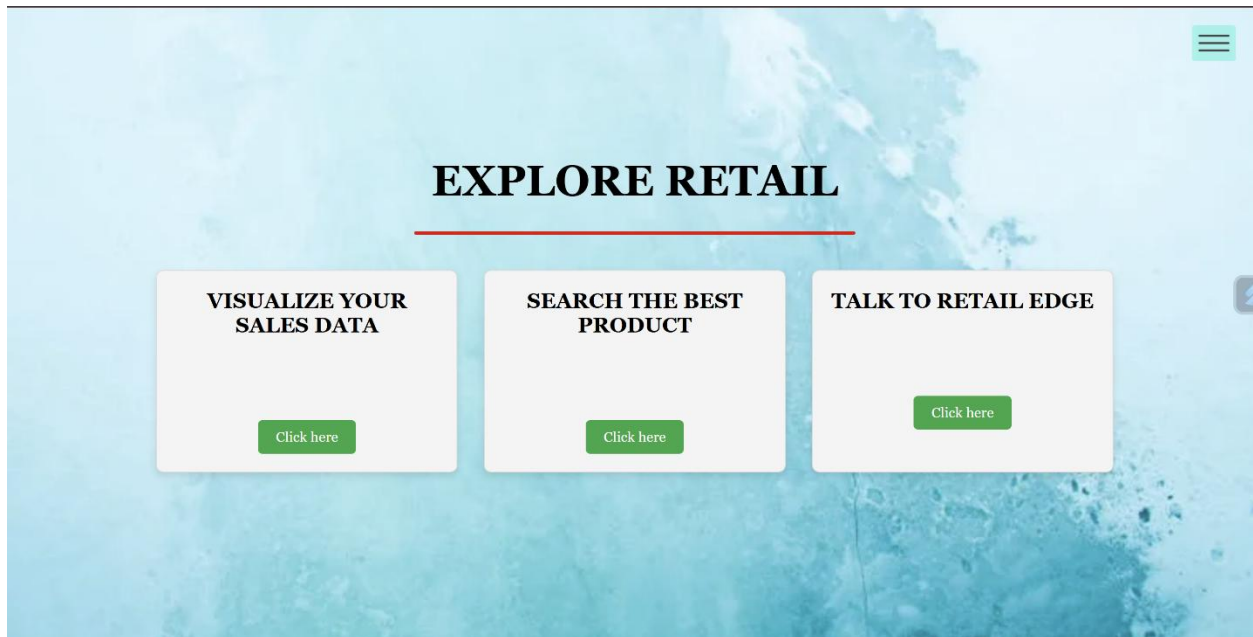 EXPLORE RETAIL
VISUALIZE YOUR
SALES DATA
Click here
SEARCH THE BEST
PRODUCT
Click here
TALK TO RETAIL EDGE
Click here